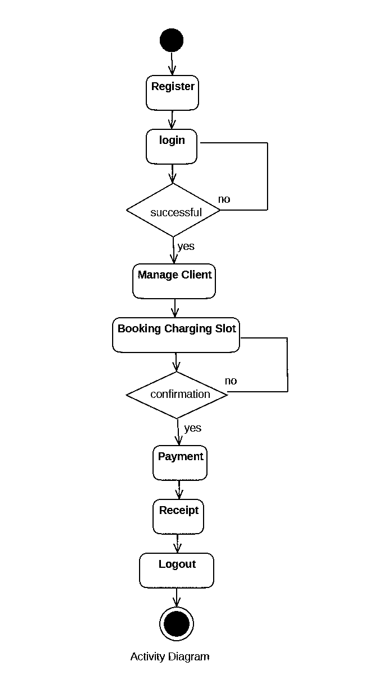 Register
login
no
successful
yes
Manage Client
Booking Charging Slot
no
confirmation
yes
Payment
Receipt
Logout
Activity Diagram